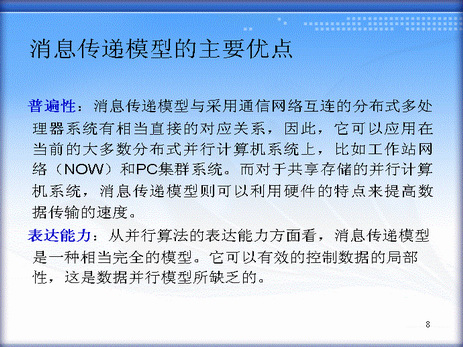 消息传递模型的主要优点
普遍性：消息传递模型与采用通信网络互连的分布式多处
理器系统有相当直接的对应关系，因此，它可以应用在
当前的大多数分布式并行计算机系统上，比如工作站网
络（NOW）和PC集群系统。而对于共享存储的并行计算
机系统，消息传递模型则可以利用硬件的特点来提高数
据传输的速度。
表达能力：从并行算法的表达能力方面看，消息传递模型
是一种相当完全的模型。它可以有效的控制数据的局部
性，这是数据并行模型所缺乏的。
8